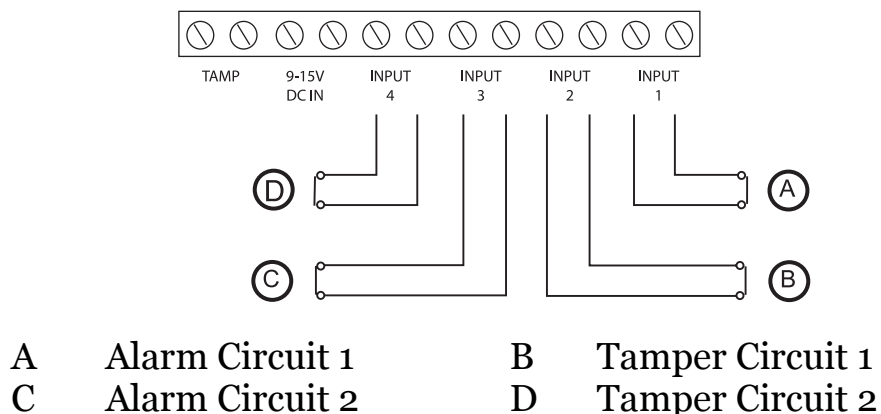 TAMP 9-15V INPUT INPUT INPUT INPUT
DC IN 4 3 2 1
D A
C B
A Alarm Circuit 1 B Tamper Circuit 1
C Alarm Circuit 2 D Tamper Circuit 2